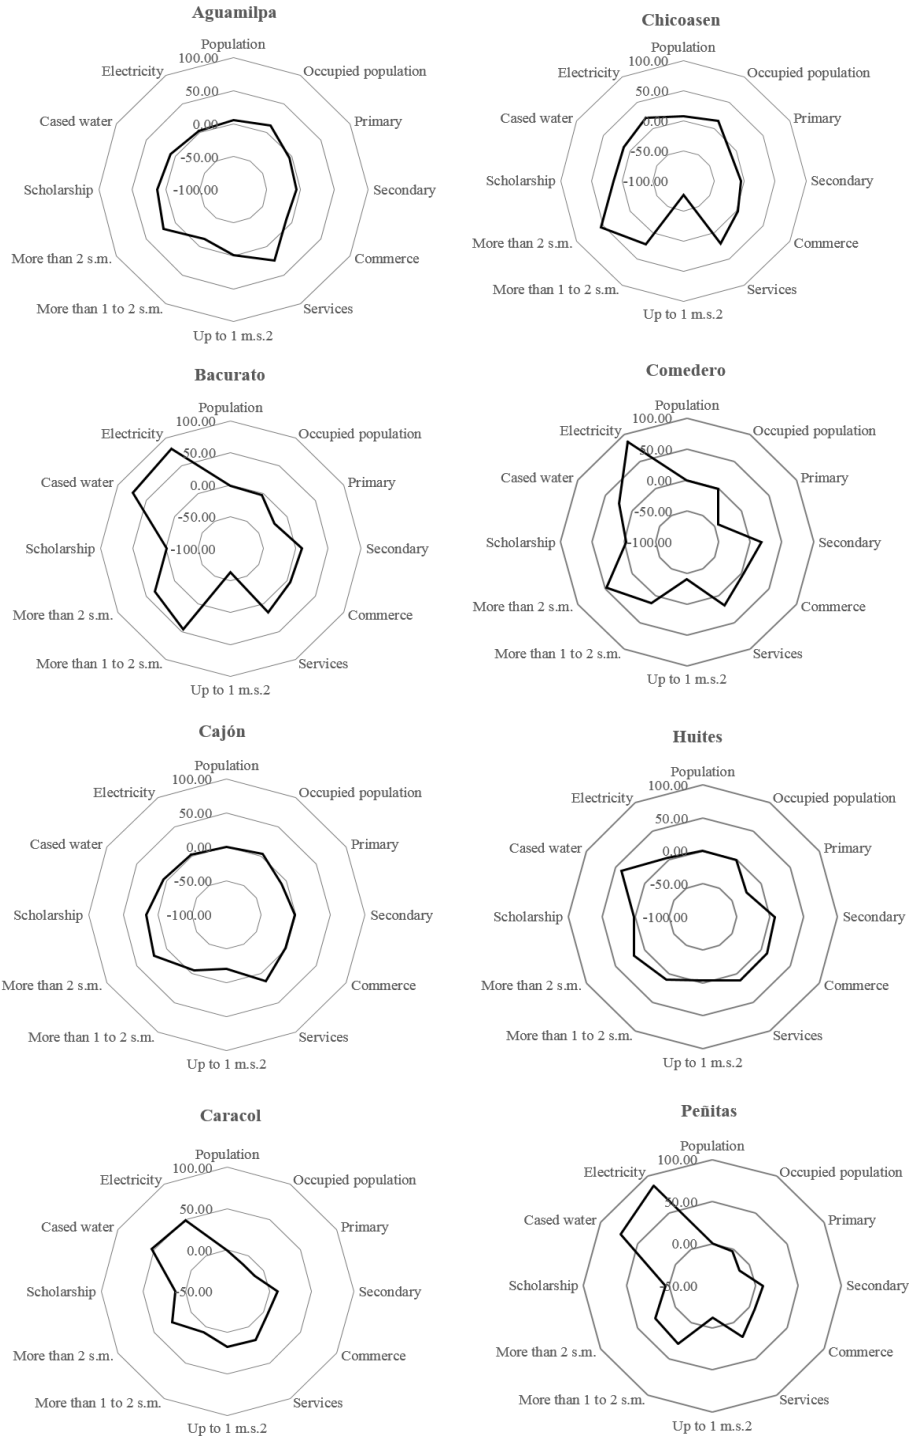 Aguamilpa
Population
100.00
50.00
0.00
-50.00
-100.00
Occupied population
Primary
Secondary
Commerce
Services
Up to 1 m.s.2
More than 1 to 2 s.m.
More than 2 s.m.
Scholarship
Cased water
Electricity
Chicoasen
Population
100.00
50.00
0.00
-50.00
-100.00
Occupied population
Primary
Secondary
Commerce
Services
Up to 1 m.s.2
More than 1 to 2 s.m.
More than 2 s.m.
Scholarship
Cased water
Electricity
Bacurato
Population
100.00
50.00
0.00
-50.00
-100.00
Occupied population
Primary
Secondary
Commerce
Services
Up to 1 m.s.2
More than 1 to 2 s.m.
More than 2 s.m.
Scholarship
Cased water
Electricity
Comedero
Population
100.00
50.00
0.00
-50.00
-100.00
Occupied population
Primary
Secondary
Commerce
Services
Up to 1 m.s.2
More than 1 to 2 s.m.
More than 2 s.m.
Scholarship
Cased water
Electricity
Cajón
Population
100.00
50.00
0.00
-50.00
-100.00
Occupied population
Primary
Secondary
Commerce
Services
Up to 1 m.s.2
More than 1 to 2 s.m.
More than 2 s.m.
Scholarship
Cased water
Electricity
Huites
Population
100.00
50.00
0.00
-50.00
-100.00
Occupied population
Primary
Secondary
Commerce
Services
Up to 1 m.s.2
More than 1 to 2 s.m.
More than 2 s.m.
Scholarship
Cased water
Electricity
Caracol
Population
100.00
50.00
0.00
-50.00
Occupied population
Primary
Secondary
Commerce
Services
Up to 1 m.s.2
More than 1 to 2 s.m.
More than 2 s.m.
Scholarship
Cased water
Electricity
Peñitas
Population
100.00
50.00
0.00
-50.00
Occupied population
Primary
Secondary
Commerce
Services
Up to 1 m.s.2
More than 1 to 2 s.m.
More than 2 s.m.
Scholarship
Cased water
Electricity